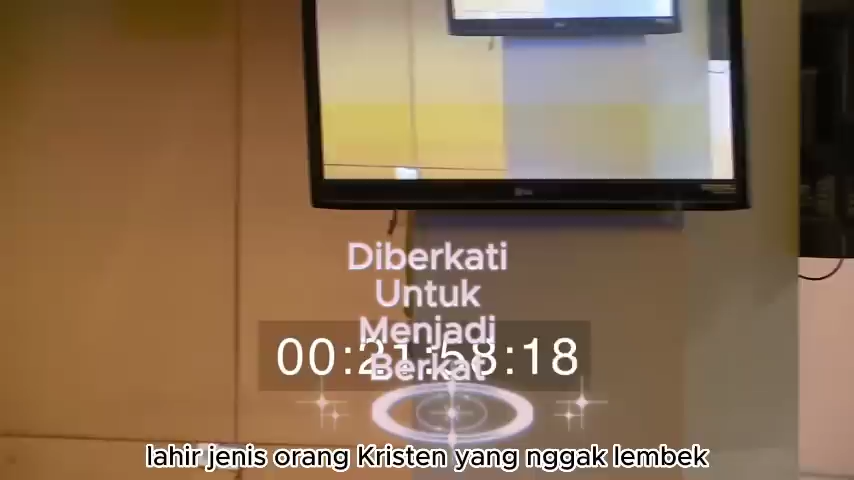 Diberkati
Untuk
Menjadi
Berkat
00:21:58:18
lahir jenis orang Kristen yang nggak lembek